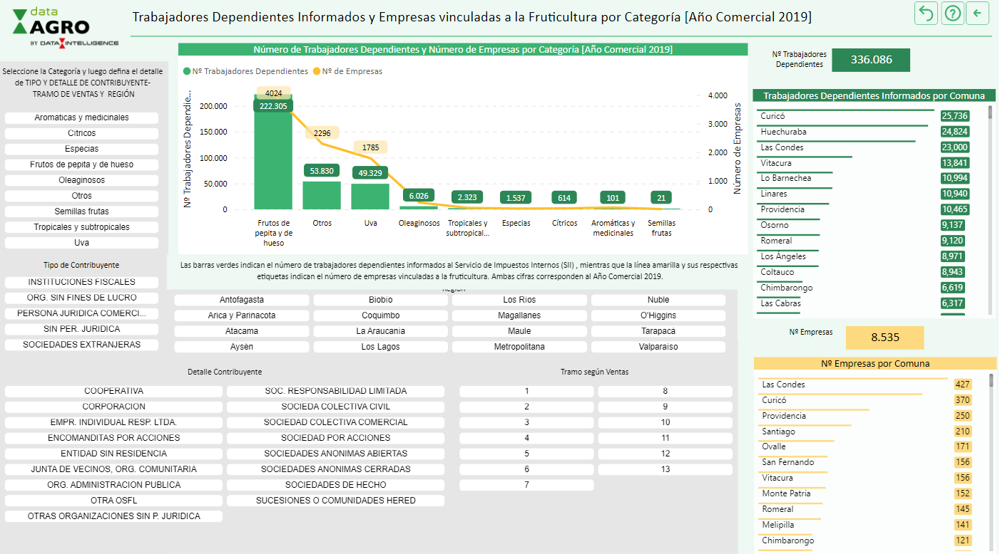 data
AGRO
BY DATA INTELLIGENCE
Trabajadores Dependientes Informados y Empresas vinculadas a la Fruticultura por Categoría [Año Comercial 2019]
?
Seleccione la Categoría y luego defina el detalle
de TIPO Y DETALLE DE CONTRIBUYENTE-
TRAMO DE VENTAS Y REGIÓN
Aromáticas y medicinales
Cítricos
Especias
Frutos de pepita y de hueso
Oleaginosos
Otros
Semillas frutas
Tropicales y subtropicales
Uva
Tipo de Contribuyente
INSTITUCIONES FISCALES
ORG. SIN FINES DE LUCRO
PERSONA JURIDICA COMERCI...
SIN PER. JURIDICA
SOCIEDADES EXTRANJERAS
Número de Trabajadores Dependientes y Número de Empresas por Categoría [Año Comercial 2019]
Nº Trabajadores Dependientes
Nº de Empresas
Nº Trabajadores Dependie...
200.000
150.000
100.000
50.000
0
4024
222.305
2296
53.830
1785
49.329
6.026
2.323
1.537
614
101
21
4.000
3.000
2.000
1.000
0
Número de Empresas
Frutos de
pepita y de
hueso
Otros
Uva
Oleaginosos
Tropicales y
subtropical...
Especias
Cítricos
Aromáticas y
medicinales
Semillas
frutas
Las barras verdes indican el número de trabajadores dependientes informados al Servicio de Impuestos Internos (SII) , mientras que la línea amarilla y sus respectivas
etiquetas indican el número de empresas vinculadas a la fruticultura. Ambas cifras corresponden al Año Comercial 2019.
Región
Antofagasta
Biobío
Los Ríos
Ñuble
Arica y Parinacota
Coquimbo
Magallanes
O'Higgins
Atacama
La Araucanía
Maule
Tarapacá
Aysén
Los Lagos
Metropolitana
Valparaíso
Detalle Contribuyente
COOPERATIVA
SOC. RESPONSABILIDAD LIMITADA
CORPORACION
SOCIEDA COLECTIVA CIVIL
EMPR. INDIVIDUAL RESP. LTDA.
SOCIEDAD COLECTIVA COMERCIAL
ENCOMANDITAS POR ACCIONES
SOCIEDAD POR ACCIONES
ENTIDAD SIN RESIDENCIA
SOCIEDADES ANONIMAS ABIERTAS
JUNTA DE VECINOS, ORG. COMUNITARIA
SOCIEDADES ANONIMAS CERRADAS
ORG. ADMINISTRACION PUBLICA
SOCIEDADES DE HECHO
OTRA OSFL
SUCESIONES O COMUNIDADES HERED
OTRAS ORGANIZACIONES SIN P. JURIDICA
Tramo según Ventas
1
8
2
9
3
10
4
11
5
12
6
13
7
Nº Trabajadores
Dependientes
336.086
Trabajadores Dependientes Informados por Comuna
Curicó 25,736
Huechuraba 24,824
Las Condes 23,000
Vitacura 13,841
Lo Barnechea 10,994
Linares 10,940
Providencia 10,465
Osorno 9,137
Romeral 9,120
Los Ángeles 8,971
Coltauco 8,943
Chimbarongo 6,619
Las Cabras 6,317
Nº Empresas
8.535
Nº Empresas por Comuna
Las Condes 427
Curicó 370
Providencia 250
Santiago 210
Ovalle 171
San Fernando 156
Vitacura 156
Monte Patria 152
Romeral 145
Melipilla 141
Chimbarongo 121